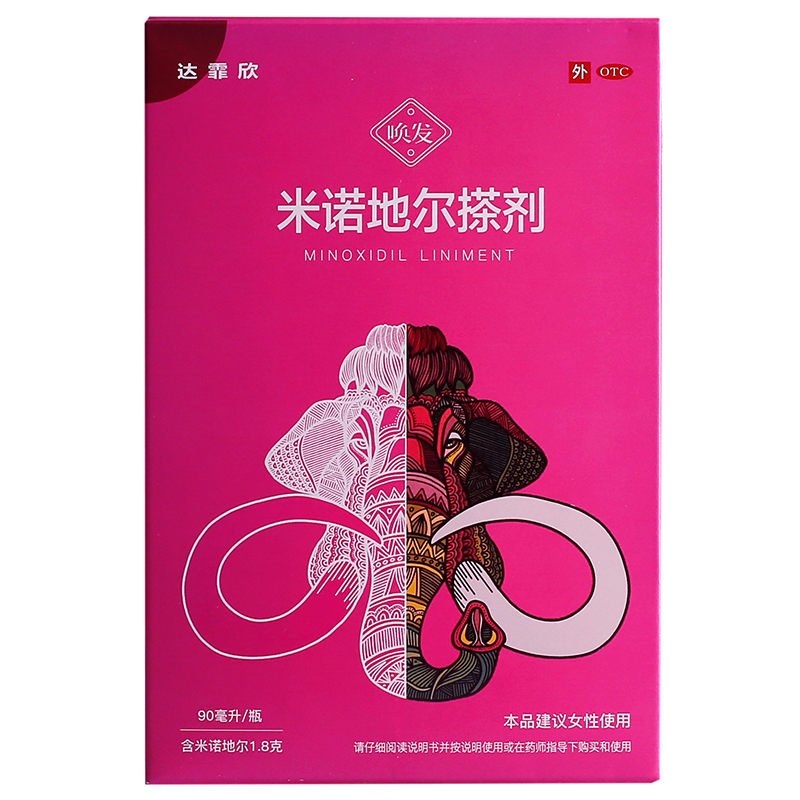 达霏欣
外 OTC
唤发
米诺地尔搽剂
MINOXIDIL LINIMENT
90毫升/瓶
含米诺地尔1.8克
本品建议女性使用
请仔细阅读说明书并按说明使用或在药师指导下购买和使用